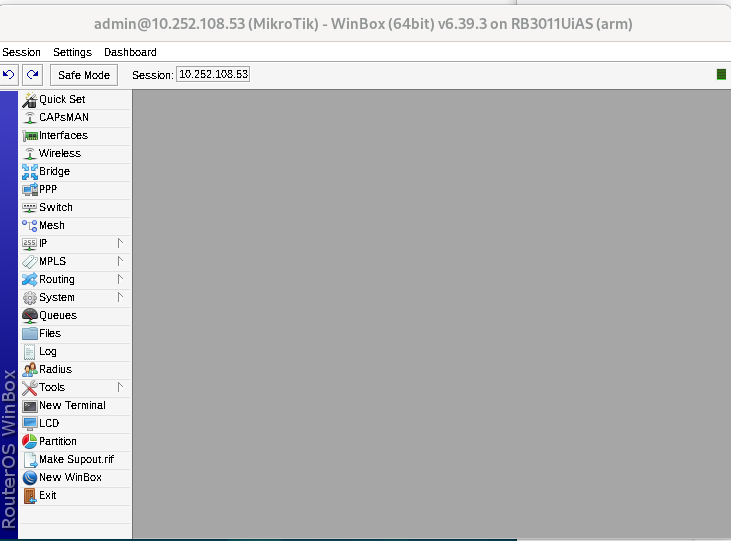 admin@10.252.108.53 (MikroTik) - WinBox (64bit) v6.39.3 on RB3011UiAS (arm)
Session Settings Dashboard
Safe Mode Session: 10.252.108.53
Quick Set
CAPsMAN
Interfaces
Wireless
Bridge
PPP
Switch
Mesh
255 IP
MPLS
Routing
System
Queues
Files
Log
Radius
Tools
New Terminal
LCD
Partition
Make Supout.rif
New WinBox
Exit
RouterOS WinBox